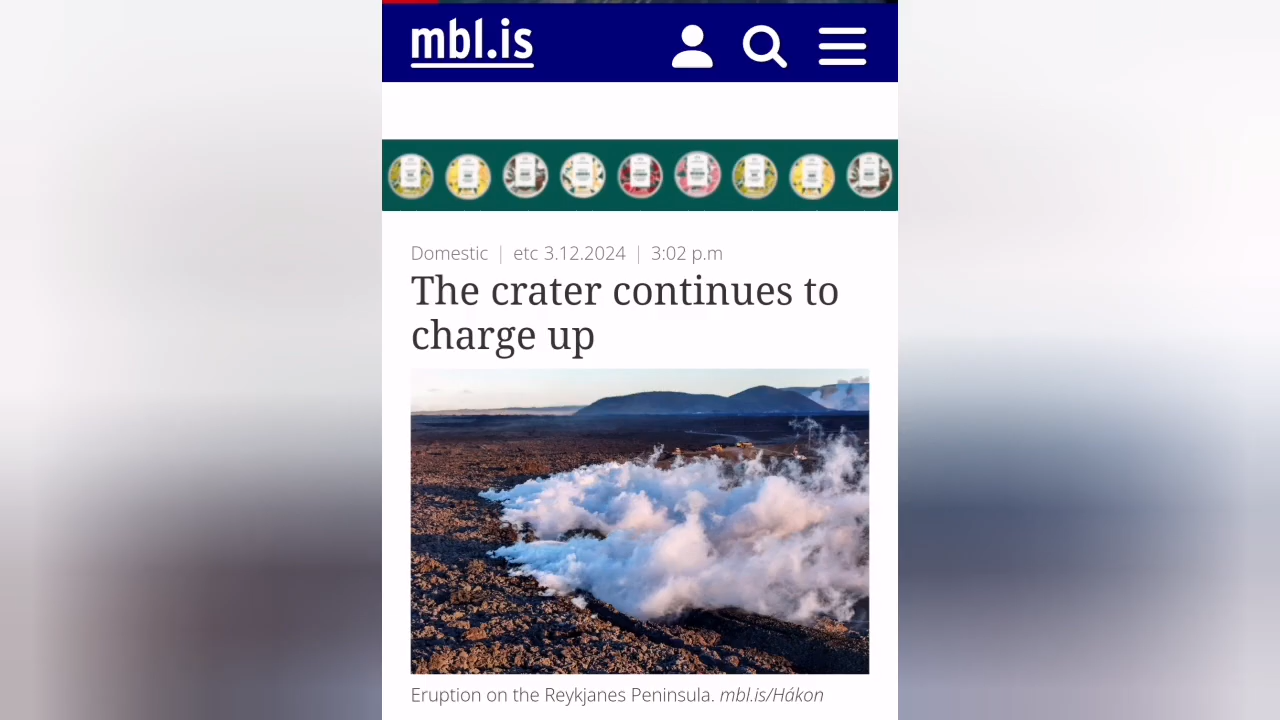 mbl.is
Domestic | etc 3.12.2024 | 3:02 p.m
The crater continues to
charge up
Eruption on the Reykjanes Peninsula. mbl.is/Hákon